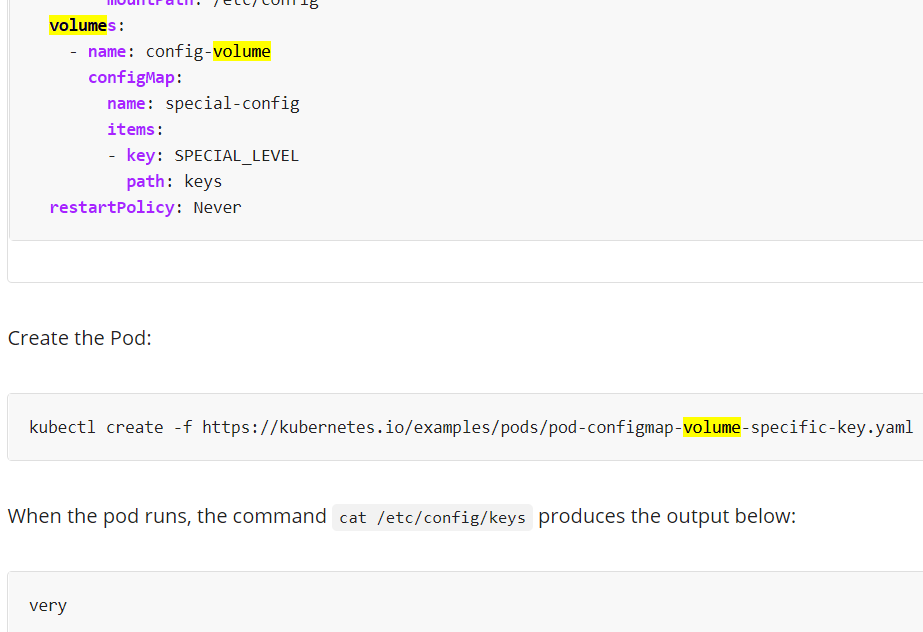 mountPath: /etc/config
volumes:
- name: config-volume
configMap:
name: special-config
items:
- key: SPECIAL_LEVEL
path: keys
restartPolicy: Never
Create the Pod:
kubectl create -f https://kubernetes.io/examples/pods/pod-configmap-volume-specific-key.yaml
When the pod runs, the command cat /etc/config/keys produces the output below:
very